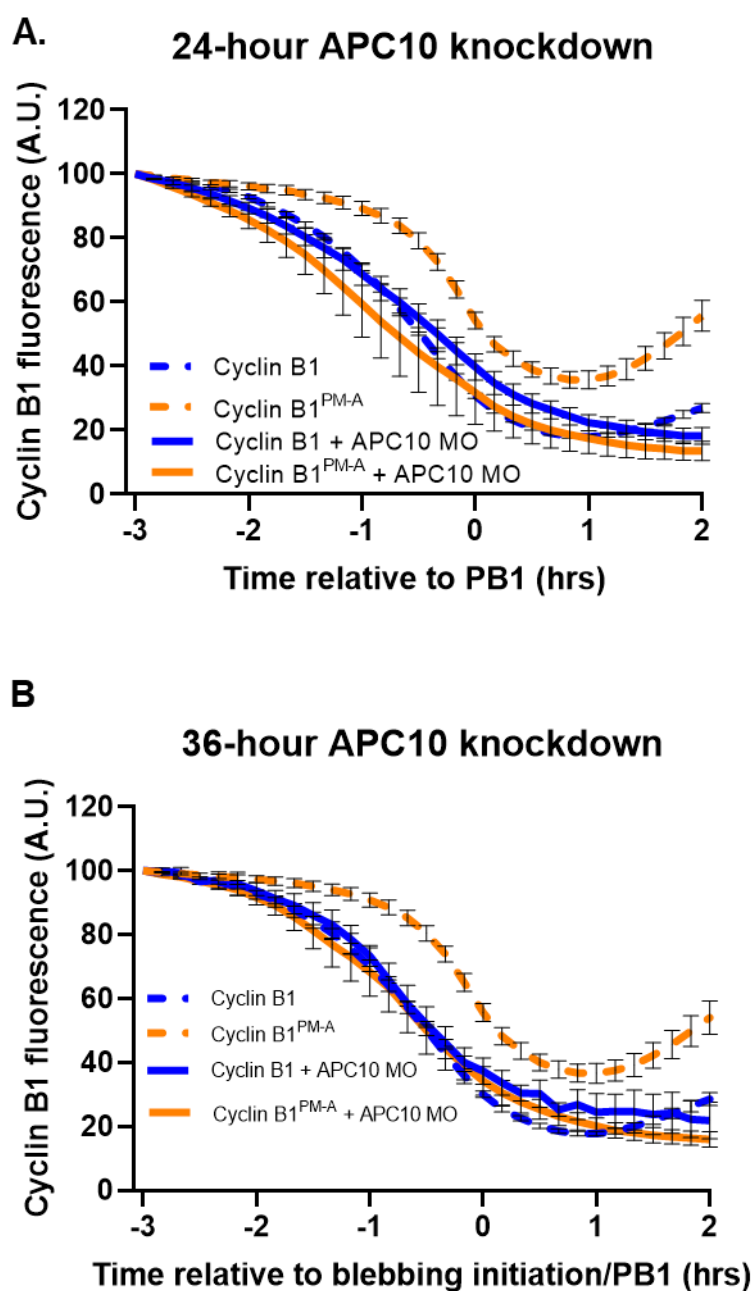 A.
24-hour APC10 knockdown
Cyclin B1 fluorescence (A.U.)
120
100
80
60
40
20
0
Cyclin B1
Cyclin B1PM-A
Cyclin B1 + APC10 MO
Cyclin B1PM-A + APC10 MO
-3 -2 -1 0 1 2
Time relative to PB1 (hrs)
B
36-hour APC10 knockdown
Cyclin B1 fluorescence (A.U.)
120
100
80
60
40
20
0
Cyclin B1
Cyclin B1PM-A
Cyclin B1 + APC10 MO
Cyclin B1PM-A + APC10 MO
-3 -2 -1 0 1 2
Time relative to blebbing initiation/PB1 (hrs)